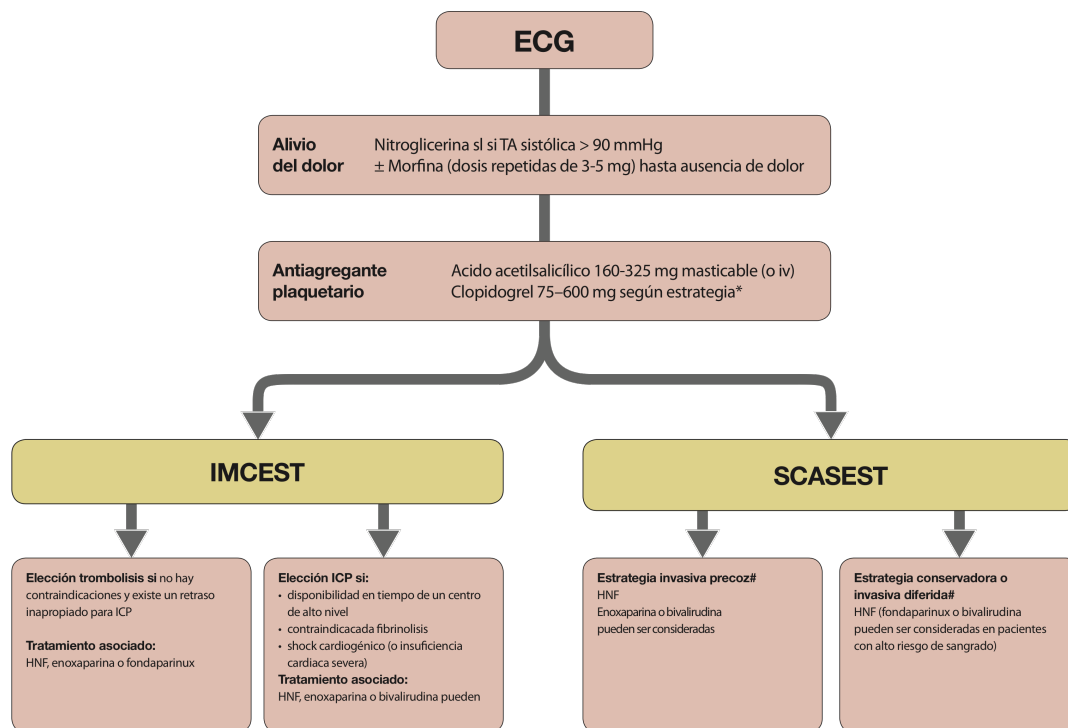 ECG
Alivio
del dolor
Nitroglicerina sl si TA sistólica > 90 mmHg
± Morfina (dosis repetidas de 3-5 mg) hasta ausencia de dolor
Antiagregante
plaquetario
Acido acetilsalicílico 160-325 mg masticable (o iv)
Clopidogrel 75–600 mg según estrategia*
IMCEST
SCASEST
Elección trombolisis si no hay
contraindicaciones y existe un retraso
inapropiado para ICP
Tratamiento asociado:
HNF, enoxaparina o fondaparinux
Elección ICP si:
• disponibilidad en tiempo de un centro
de alto nivel
• contraindicacada fibrinolisis
• shock cardiogénico (o insuficiencia
cardiaca severa)
Tratamiento asociado:
HNF, enoxaparina o bivalirudina pueden
Estrategia invasiva precoz#
HNF
Enoxaparina o bivalirudina
pueden ser consideradas
Estrategia conservadora o
invasiva diferida#
HNF (fondaparinux o bivalirudina
pueden ser consideradas en pacientes
con alto riesgo de sangrado)